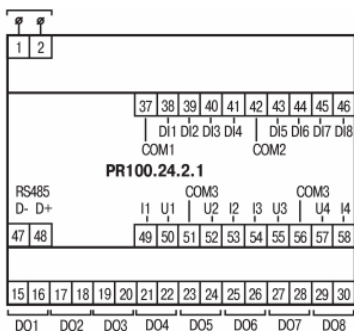 ø ø
1 2
37 38 39 40 41 42 43 44 45 46
DI1 DI2 DI3 DI4 DI5 DI6 DI7 DI8
COM1 COM2
PR100.24.2.1
RS485 COM3 COM3
D- D+ I1 U1 U2 I2 I3 U3 U4 I4
47 48 49 50 51 52 53 54 55 56 57 58
15 16 17 18 19 20 21 22 23 24 25 26 27 28 29 30
DO1 DO2 DO3 DO4 DO5 DO6 DO7 DO8